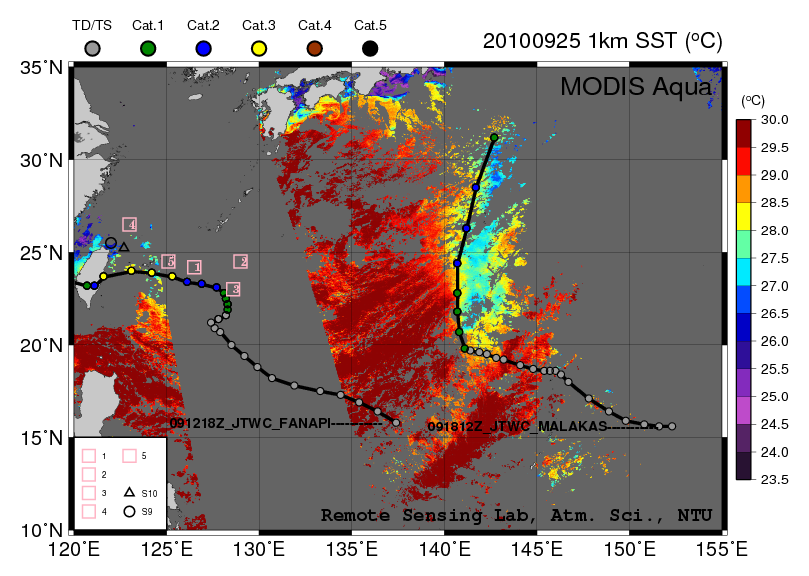 TD/TS Cat.1 Cat.2 Cat.3 Cat.4 Cat.5
20100925 1km SST (°C)
MODIS Aqua
(°C)
35°N
30°N
25°N
20°N
15°N
10°N
120°E 125°E 130°E 135°E 140°E 145°E 150°E 155°E
30.0
29.5
29.0
28.5
28.0
27.5
27.0
26.5
26.0
25.5
25.0
24.5
24.0
23.5
4
5
1
2
3
091218Z_JTWC_FANAPI--------
091812Z_JTWC_MALAKAS--------
1 5
2
3 S10
4 S9
Remote Sensing Lab, Atm. Sci., NTU